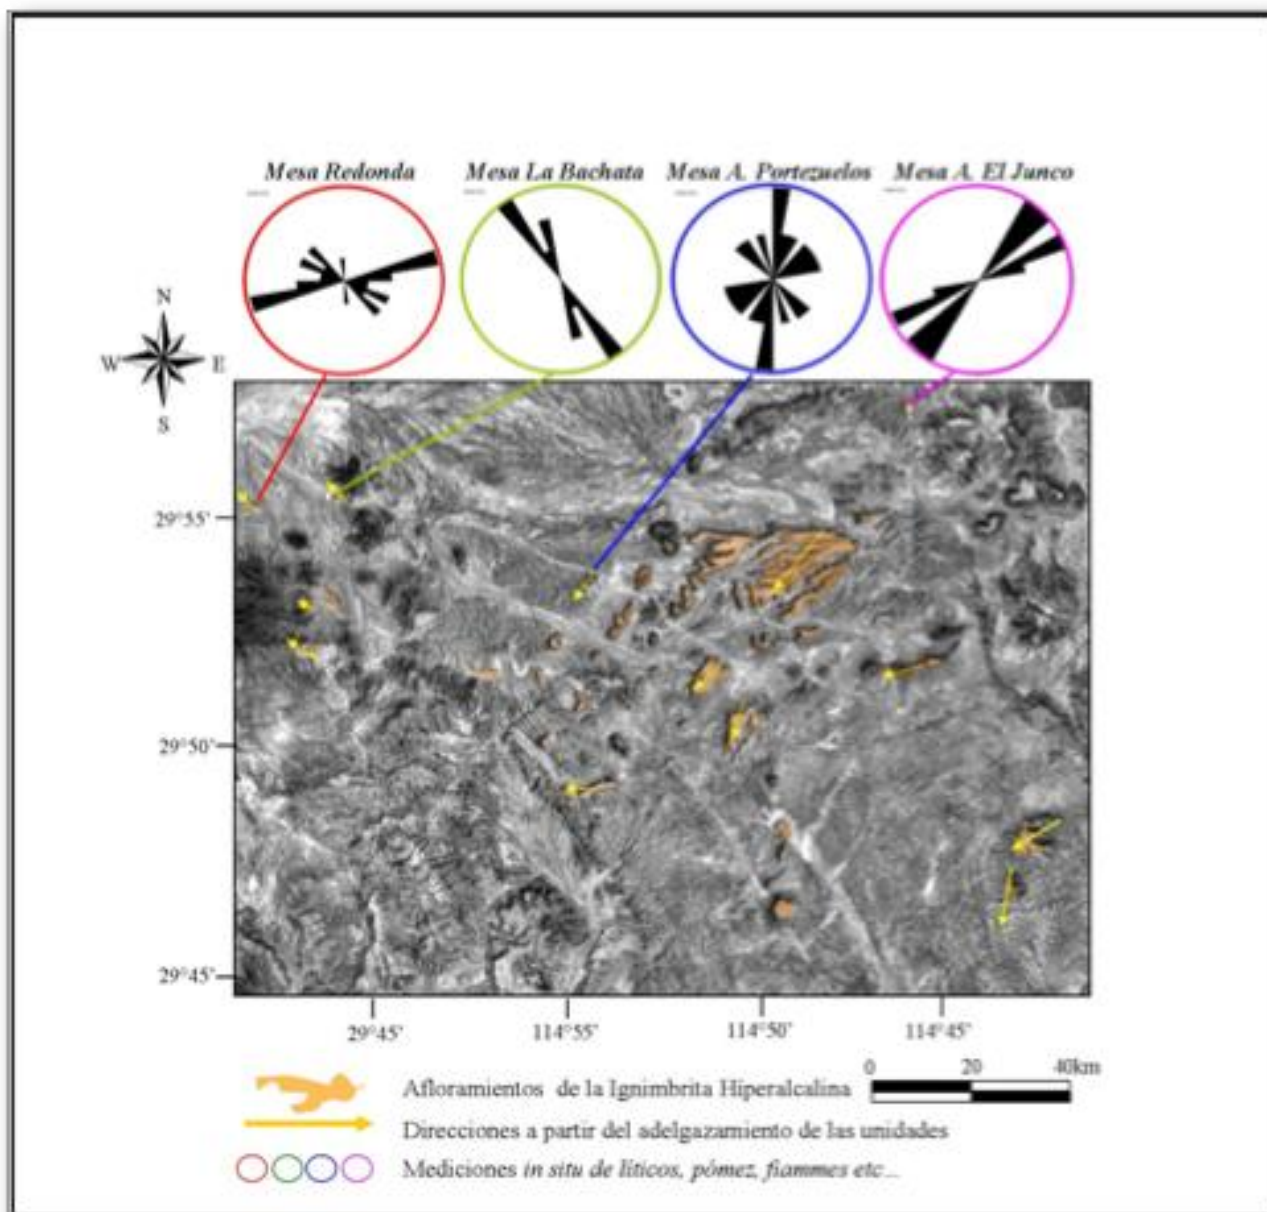 Mesa Redonda
Mesa La Bachata
Mesa A. Portezuelos
Mesa A. El Junco
N
W E
S
29°55'
29°50'
29°45'
29°45' 114°55' 114°50' 114°45'
0 20 40km
Afloramientos de la Ignimbrita Hiperalcalina
Direcciones a partir del adelgazamiento de las unidades
Mediciones in situ de líticos, pómez, fiammes etc...